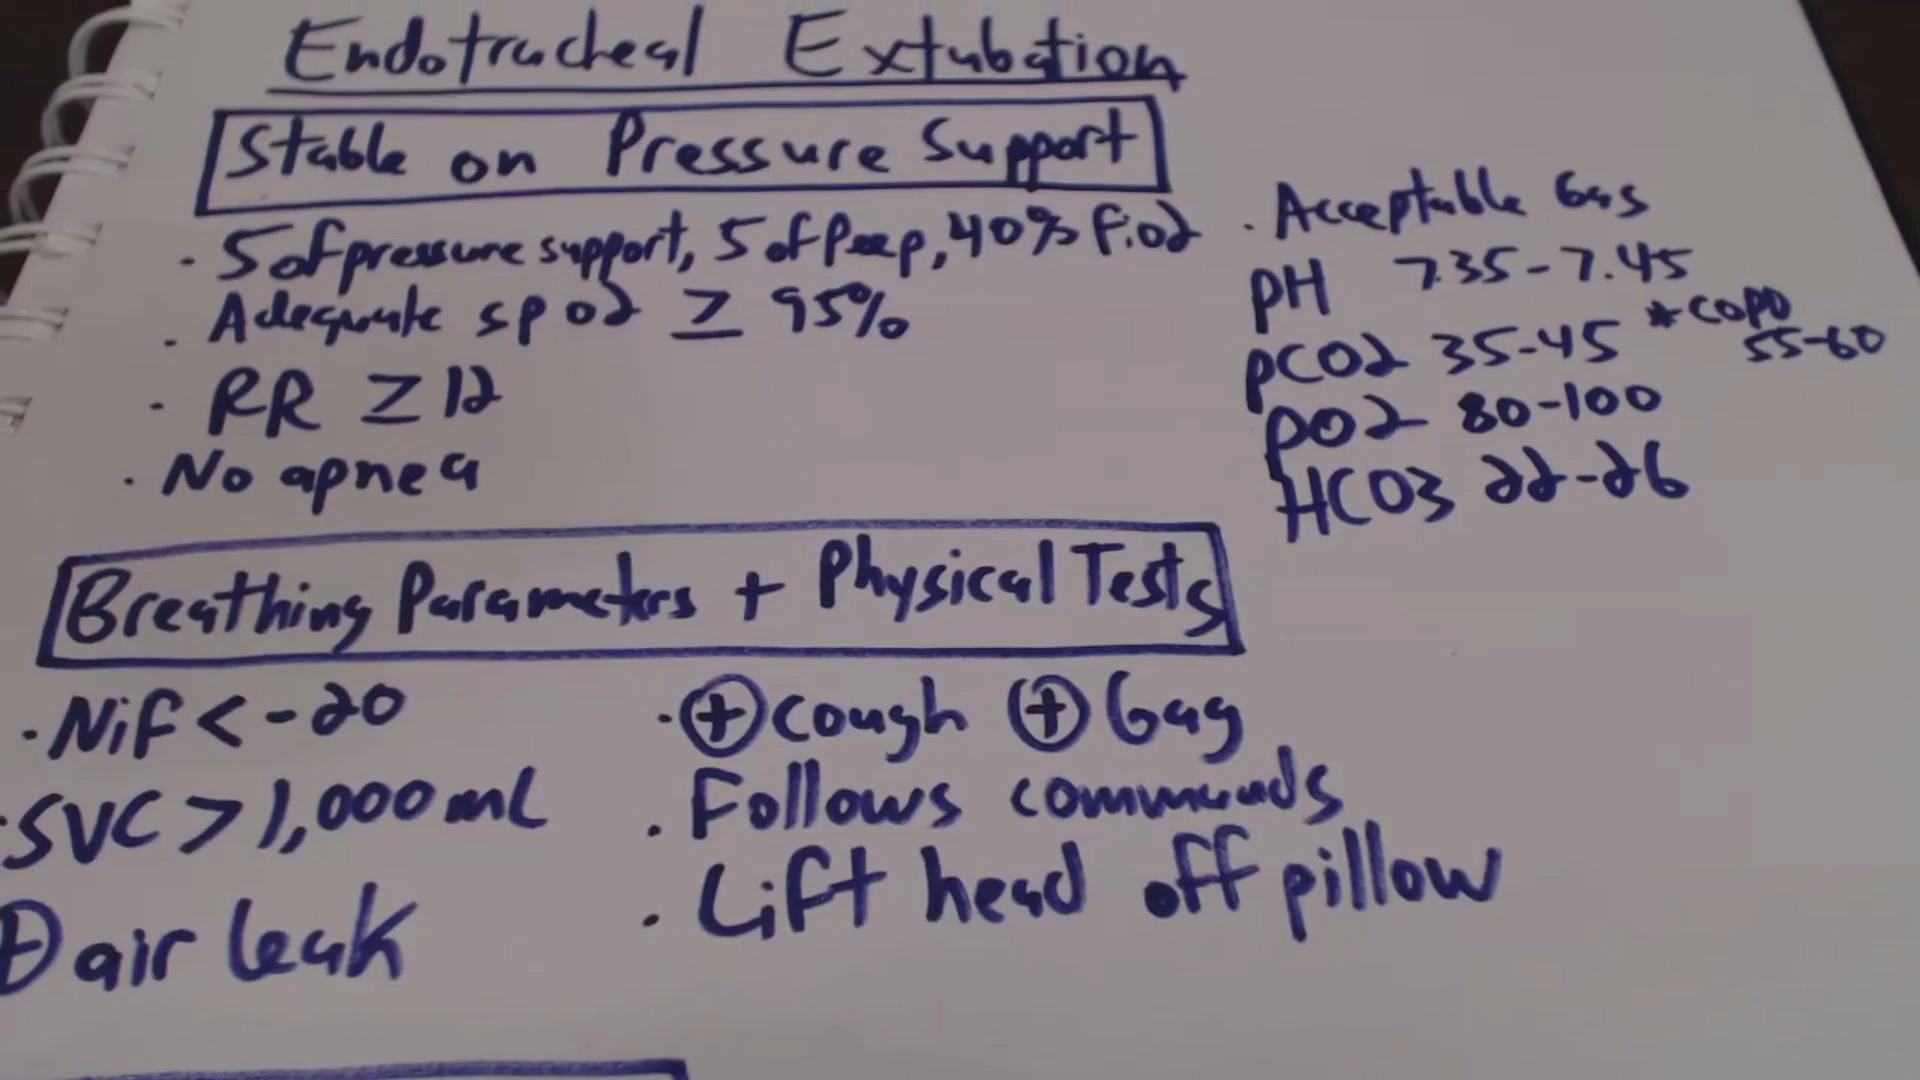 Endotracheal Extubation
Stable on Pressure Support
· 5 of pressure support, 5 of Peep, 40% fio2
· Adequate spo2 ≥ 95%
· RR ≥ 12
· No apnea
· Acceptable Gas
pH 7.35-7.45
pCO2 35-45 *COPD 55-60
pO2 80-100
HCO3 22-26
Breathing Parameters + Physical Tests
· Nif < -20
· SVC > 1,000 mL
⊕ air leak
· ⊕ cough ⊕ Gag
· Follows commands
· Lift head off pillow